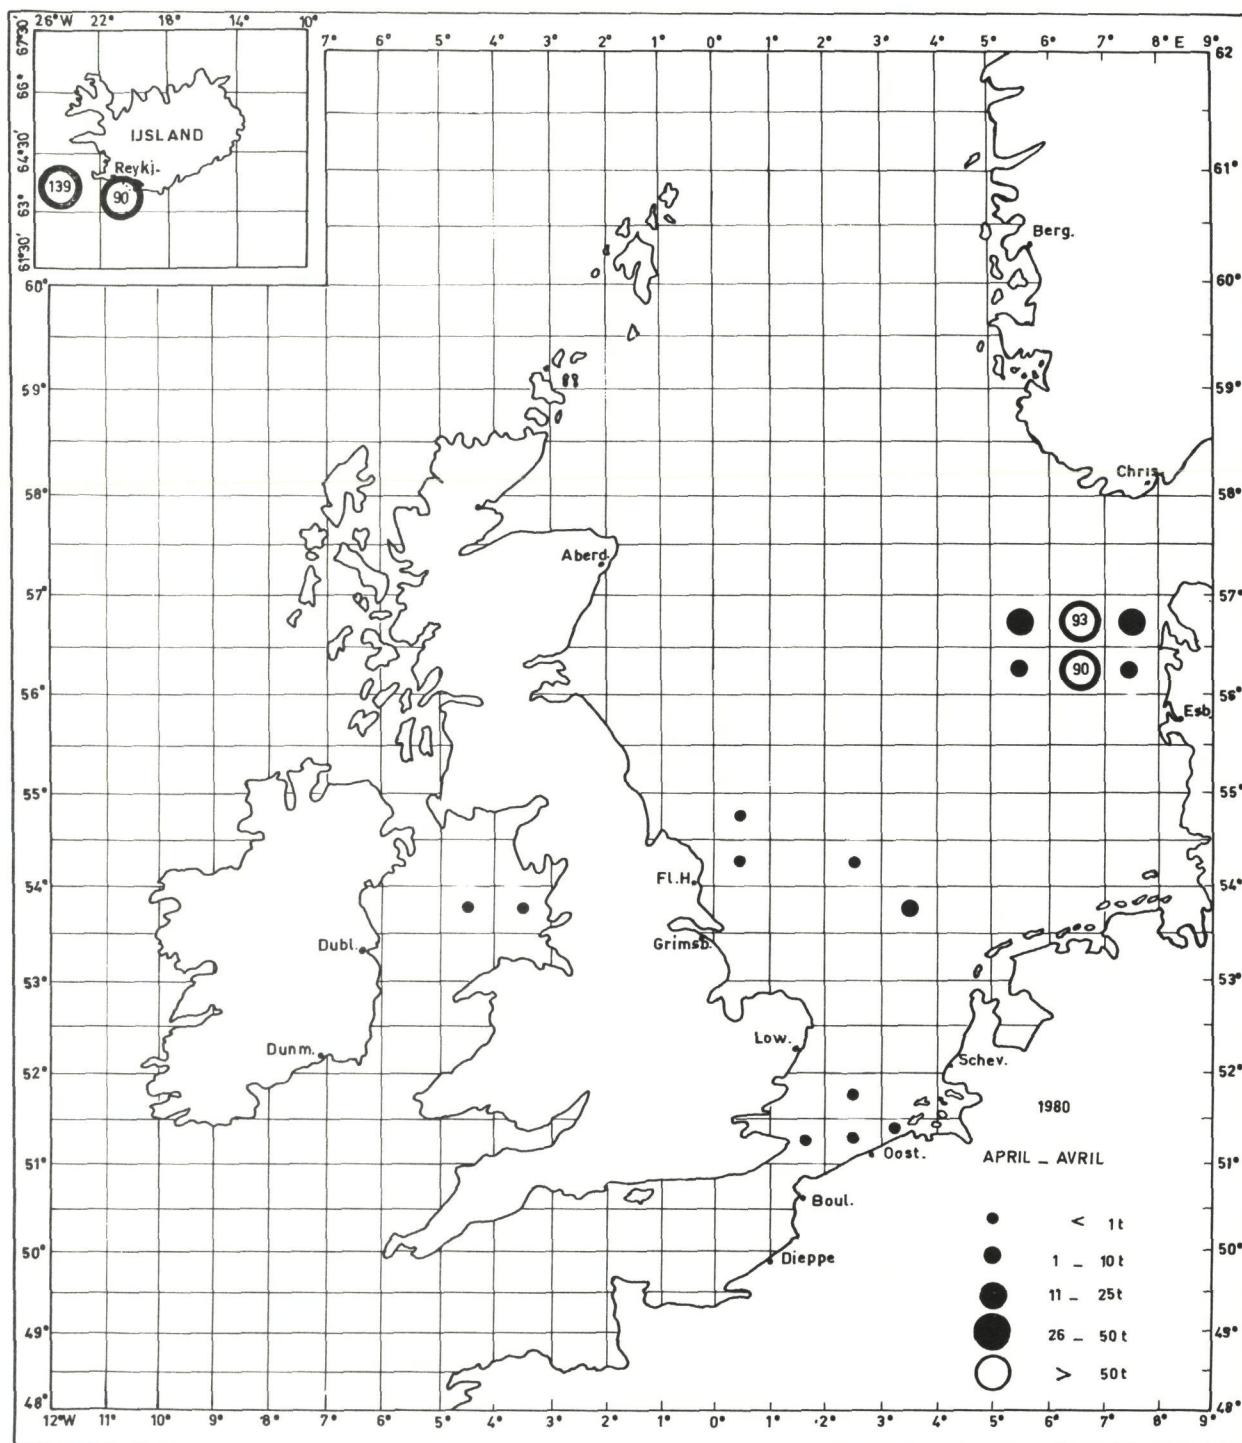 26°W 22° 18° 14° 10°
67°30'
66°
64°30'
63°
61°30'
IJSLAND
Reykj.
139
90
7° 6° 5° 4° 3° 2° 1° 0° 1° 2° 3° 4° 5° 6° 7° 8° E 9°
62
61°
61°
60°
60°
59°
59°
58°
58°
57°
57°
56°
56°
55°
55°
54°
54°
53°
53°
52°
52°
51°
51°
50°
50°
49°
49°
48°
48°
Berg.
Chris
Aberd.
93
90
Esb
Fl.H.
Dubl.
Grimsb.
Dunm.
Low.
Schev.
Oost.
Boul.
Dieppe
1980
APRIL _ AVRIL
< 1t
1 _ 10t
11 _ 25t
26 _ 50t
> 50t
12°W 11° 10° 9° 8° 7° 6° 5° 4° 3° 2° 1° 0° 1° 2° 3° 4° 5° 6° 7° 8° 9°